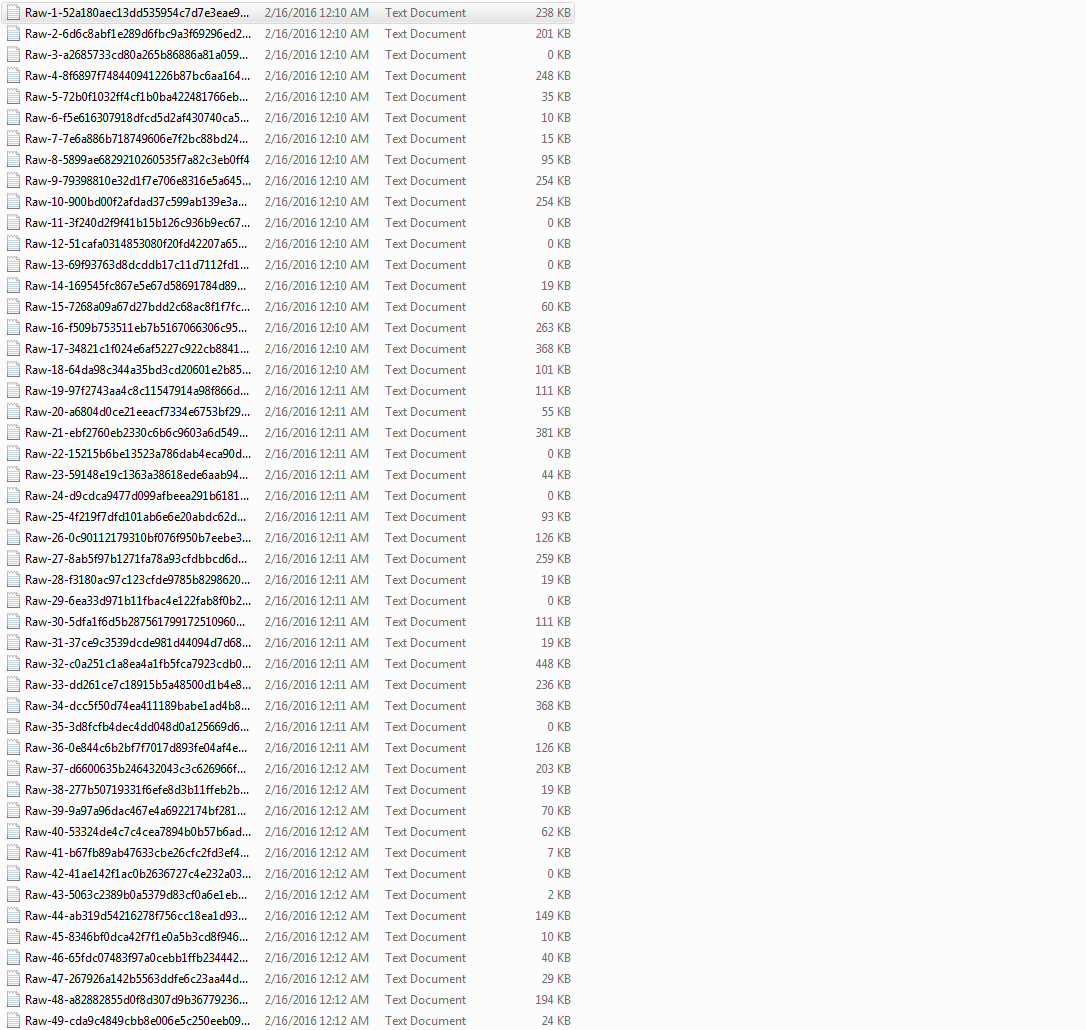 Raw-1-52a180aec13dd535954c7d7e3eae9... 2/16/2016 12:10 AM Text Document 238 KB
Raw-2-6d6c8abf1e289d6fbc9a3f69296ed2... 2/16/2016 12:10 AM Text Document 201 KB
Raw-3-a2685733cd80a265b86886a81a059... 2/16/2016 12:10 AM Text Document 0 KB
Raw-4-8f6897f748440941226b87bc6aa164... 2/16/2016 12:10 AM Text Document 248 KB
Raw-5-72b0f1032ff4cf1b0ba422481766eb... 2/16/2016 12:10 AM Text Document 35 KB
Raw-6-f5e616307918dfcd5d2af430740ca5... 2/16/2016 12:10 AM Text Document 10 KB
Raw-7-7e6a886b718749606e7f2bc88bd24... 2/16/2016 12:10 AM Text Document 15 KB
Raw-8-5899ae6829210260535f7a82c3eb0ff4 2/16/2016 12:10 AM Text Document 95 KB
Raw-9-79398810e32d1f7e706e8316e5a645... 2/16/2016 12:10 AM Text Document 254 KB
Raw-10-900bd00f2afdad37c599ab139e3a... 2/16/2016 12:10 AM Text Document 254 KB
Raw-11-3f240d2f9f41b15b126c936b9ec67... 2/16/2016 12:10 AM Text Document 0 KB
Raw-12-51cafa0314853080f20fd42207a65... 2/16/2016 12:10 AM Text Document 0 KB
Raw-13-69f93763d8dcddb17c11d7112fd1... 2/16/2016 12:10 AM Text Document 0 KB
Raw-14-169545fc867e5e67d58691784d89... 2/16/2016 12:10 AM Text Document 19 KB
Raw-15-7268a09a67d27bdd2c68ac8f1f7fc... 2/16/2016 12:10 AM Text Document 60 KB
Raw-16-f509b753511eb7b5167066306c95... 2/16/2016 12:10 AM Text Document 263 KB
Raw-17-34821c1f024e6af5227c922cb8841... 2/16/2016 12:10 AM Text Document 368 KB
Raw-18-64da98c344a35bd3cd20601e2b85... 2/16/2016 12:10 AM Text Document 101 KB
Raw-19-97f2743aa4c8c11547914a98f866d... 2/16/2016 12:11 AM Text Document 111 KB
Raw-20-a6804d0ce21eeacf7334e6753bf29... 2/16/2016 12:11 AM Text Document 55 KB
Raw-21-ebf2760eb2330c6b6c9603a6d549... 2/16/2016 12:11 AM Text Document 381 KB
Raw-22-15215b6be13523a786dab4eca90d... 2/16/2016 12:11 AM Text Document 0 KB
Raw-23-59148e19c1363a38618ede6aab94... 2/16/2016 12:11 AM Text Document 44 KB
Raw-24-d9cdca9477d099afbeea291b6181... 2/16/2016 12:11 AM Text Document 0 KB
Raw-25-4f219f7dfd101ab6e6e20abdc62d... 2/16/2016 12:11 AM Text Document 93 KB
Raw-26-0c90112179310bf076f950b7eebe3... 2/16/2016 12:11 AM Text Document 126 KB
Raw-27-8ab5f97b1271fa78a93cfdbbcd6d... 2/16/2016 12:11 AM Text Document 259 KB
Raw-28-f3180ac97c123cfde9785b8298620... 2/16/2016 12:11 AM Text Document 19 KB
Raw-29-6ea33d971b11fbac4e122fab8f0b2... 2/16/2016 12:11 AM Text Document 0 KB
Raw-30-5dfa1f6d5b287561799172510960... 2/16/2016 12:11 AM Text Document 111 KB
Raw-31-37ce9c3539dcde981d44094d7d68... 2/16/2016 12:11 AM Text Document 19 KB
Raw-32-c0a251c1a8ea4a1fb5fca7923cdb0... 2/16/2016 12:11 AM Text Document 448 KB
Raw-33-dd261ce7c18915b5a48500d1b4e8... 2/16/2016 12:11 AM Text Document 236 KB
Raw-34-dcc5f50d74ea411189babe1ad4b8... 2/16/2016 12:11 AM Text Document 368 KB
Raw-35-3d8fcfb4dec4dd048d0a125669d6... 2/16/2016 12:11 AM Text Document 0 KB
Raw-36-0e844c6b2bf7f7017d893fe04af4e... 2/16/2016 12:11 AM Text Document 126 KB
Raw-37-d6600635b246432043c3c626966f... 2/16/2016 12:12 AM Text Document 203 KB
Raw-38-277b50719331f6efe8d3b11ffeb2b... 2/16/2016 12:12 AM Text Document 19 KB
Raw-39-9a97a96dac467e4a6922174bf281... 2/16/2016 12:12 AM Text Document 70 KB
Raw-40-53324de4c7c4cea7894b0b57b6ad... 2/16/2016 12:12 AM Text Document 62 KB
Raw-41-b67fb89ab47633cbe26cfc2fd3ef4... 2/16/2016 12:12 AM Text Document 7 KB
Raw-42-41ae142f1ac0b2636727c4e232a03... 2/16/2016 12:12 AM Text Document 0 KB
Raw-43-5063c2389b0a5379d83cf0a6e1eb... 2/16/2016 12:12 AM Text Document 2 KB
Raw-44-ab319d54216278f756cc18ea1d93... 2/16/2016 12:12 AM Text Document 149 KB
Raw-45-8346bf0dca42f7f1e0a5b3cd8f946... 2/16/2016 12:12 AM Text Document 10 KB
Raw-46-65fdc07483f97a0cebb1ffb234442... 2/16/2016 12:12 AM Text Document 40 KB
Raw-47-267926a142b5563ddfe6c23aa44d... 2/16/2016 12:12 AM Text Document 29 KB
Raw-48-a82882855d0f8d307d9b36779236... 2/16/2016 12:12 AM Text Document 194 KB
Raw-49-cda9c4849cbb8e006e5c250eeb09... 2/16/2016 12:12 AM Text Document 24 KB